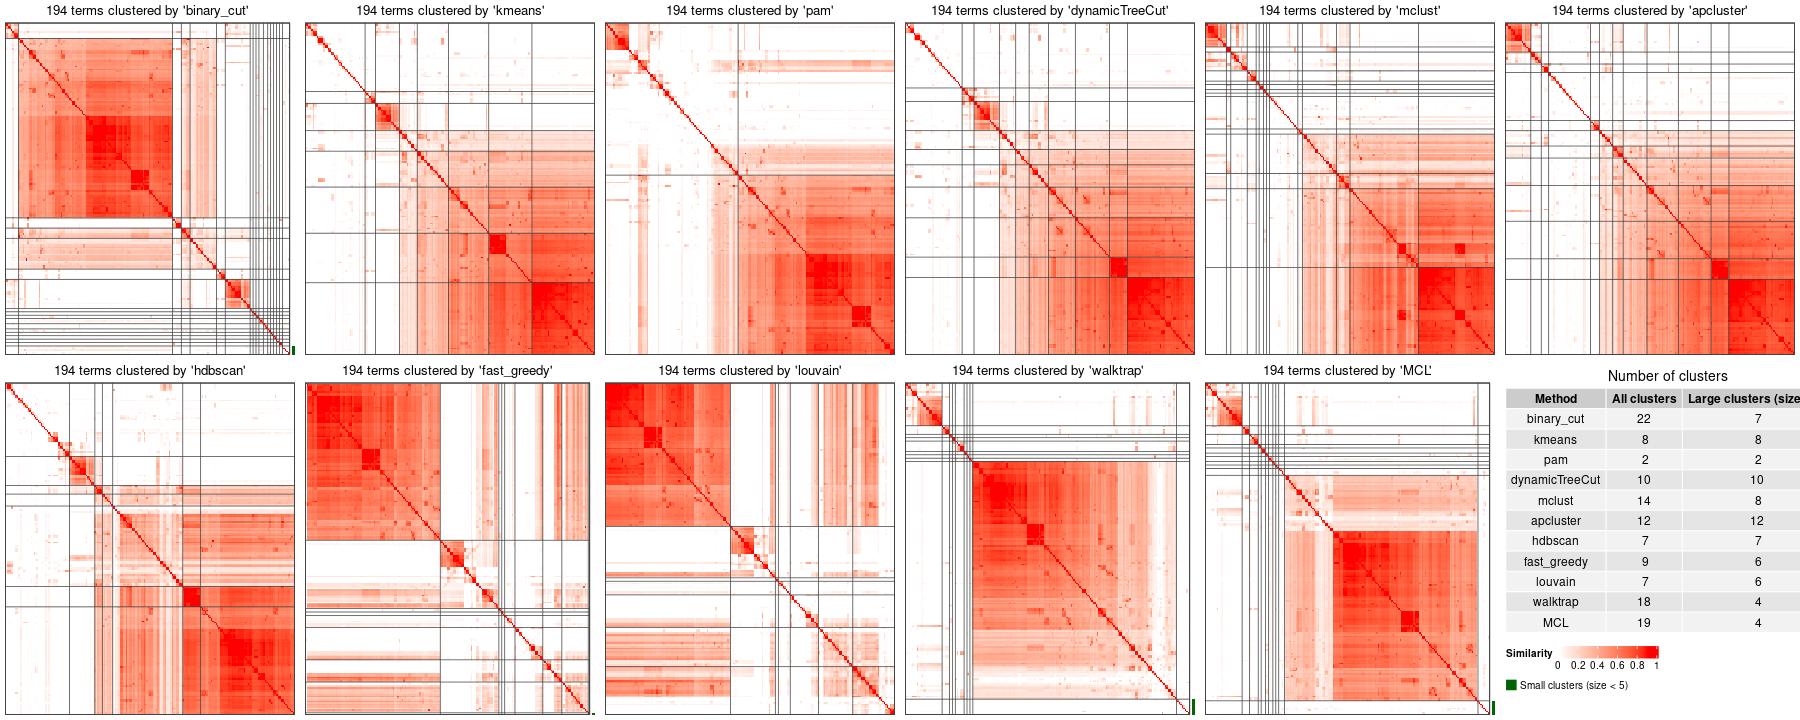 194 terms clustered by 'binary_cut'
194 terms clustered by 'kmeans'
194 terms clustered by 'pam'
194 terms clustered by 'dynamicTreeCut'
194 terms clustered by 'mclust'
194 terms clustered by 'apcluster'
194 terms clustered by 'hdbscan'
194 terms clustered by 'fast_greedy'
194 terms clustered by 'louvain'
194 terms clustered by 'walktrap'
194 terms clustered by 'MCL'
Number of clusters
Method All clusters Large clusters (size
binary_cut 22 7
kmeans 8 8
pam 2 2
dynamicTreeCut 10 10
mclust 14 8
apcluster 12 12
hdbscan 7 7
fast_greedy 9 6
louvain 7 6
walktrap 18 4
MCL 19 4
Similarity
0 0.2 0.4 0.6 0.8 1
Small clusters (size < 5)